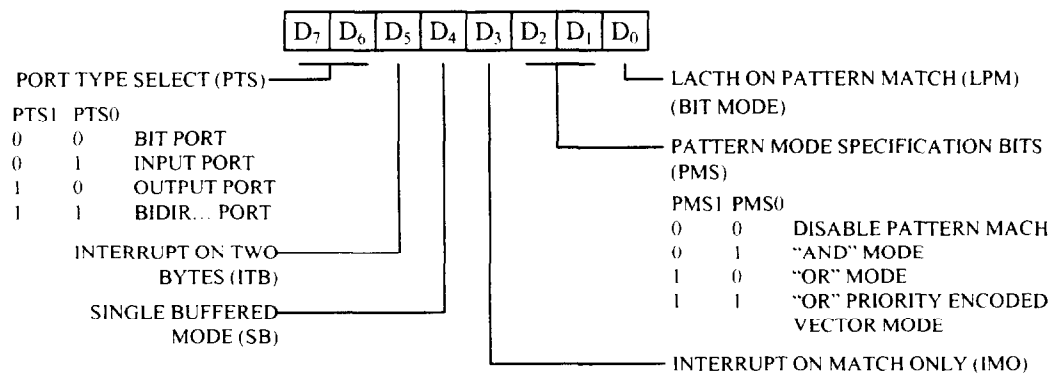 D7 D6 D5 D4 D3 D2 D1 D0
PORT TYPE SELECT (PTS)
PTS1 PTS0
0 0 BIT PORT
0 1 INPUT PORT
1 0 OUTPUT PORT
1 1 BIDIR... PORT
INTERRUPT ON TWO
BYTES (ITB)
SINGLE BUFFERED
MODE (SB)
LACTH ON PATTERN MATCH (LPM)
(BIT MODE)
PATTERN MODE SPECIFICATION BITS
(PMS)
PMS1 PMS0
0 0 DISABLE PATTERN MACH
0 1 “AND” MODE
1 0 “OR” MODE
1 1 “OR” PRIORITY ENCODED
VECTOR MODE
INTERRUPT ON MATCH ONLY (IMO)